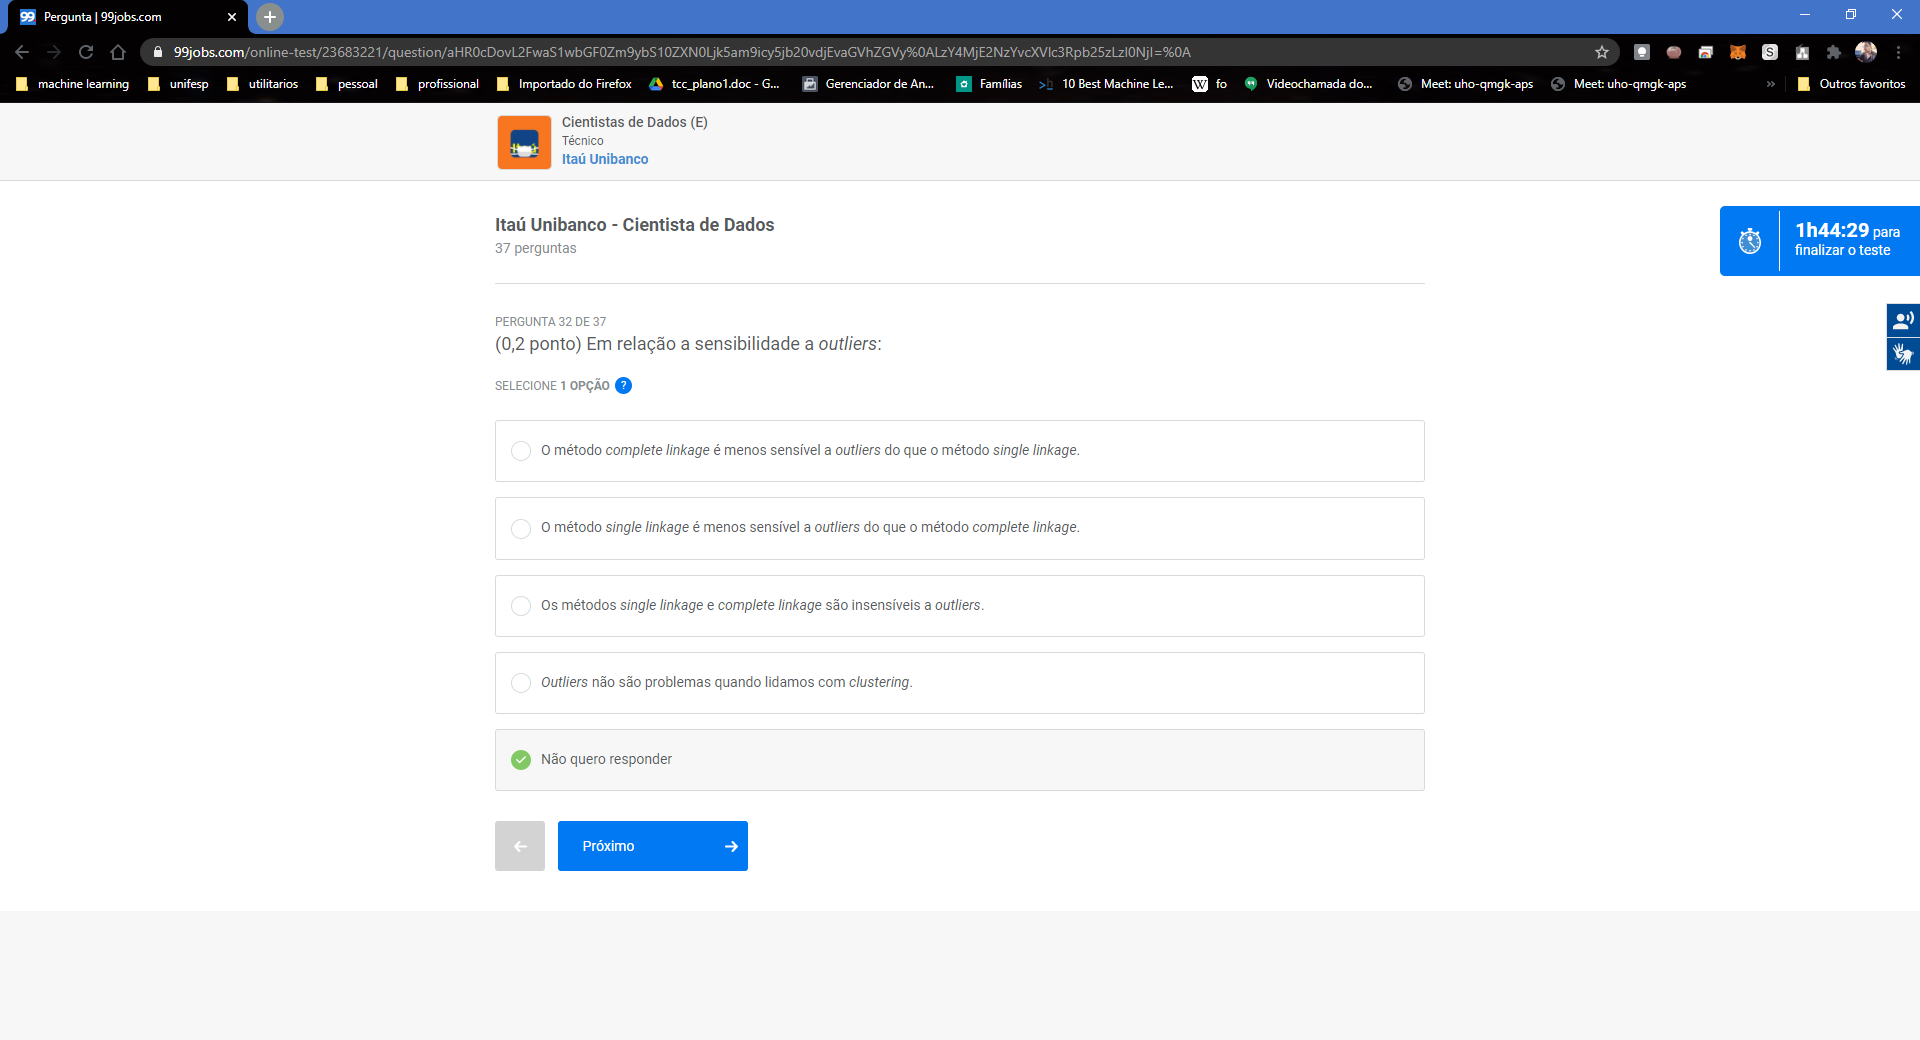 Pergunta | 99jobs.com
99jobs.com/online-test/23683221/question/aHR0cDovL2FwaS1wbGF0Zm9ybS10ZXN0Ljk5am9icy5jb20vdjEvaGVhZGVy%0ALzY4MjE2NzYvcXVlc3Rpb25zLzI0NjI=%0A
machine learning unifesp utilitarios pessoal profissional Importado do Firefox tcc_plano1.doc - G... Gerenciador de An... Famílias 10 Best Machine Le... fo Videochamada do... Meet: uho-qmgk-aps Meet: uho-qmgk-aps » Outros favoritos
Cientistas de Dados (E)
Técnico
Itaú Unibanco
Itaú Unibanco - Cientista de Dados
37 perguntas
1h44:29 para
finalizar o teste
PERGUNTA 32 DE 37
(0,2 ponto) Em relação a sensibilidade a outliers:
SELECIONE 1 OPÇÃO ?
O método complete linkage é menos sensível a outliers do que o método single linkage.
O método single linkage é menos sensível a outliers do que o método complete linkage.
Os métodos single linkage e complete linkage são insensíveis a outliers.
Outliers não são problemas quando lidamos com clustering.
Não quero responder
Próximo